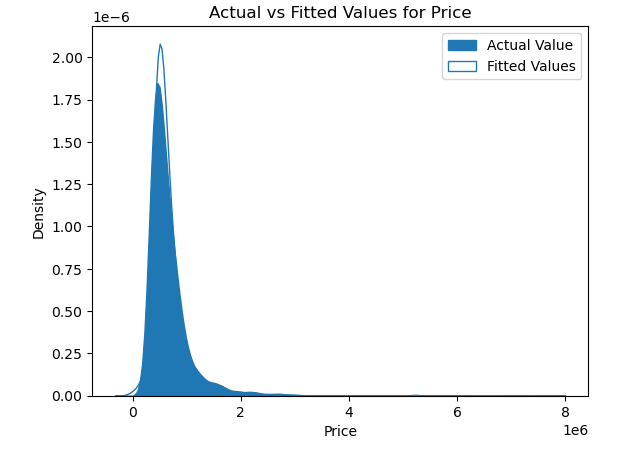 Actual vs Fitted Values for Price
1e−6
Actual Value
Fitted Values
2.00
1.75
1.50
1.25
1.00
0.75
0.50
0.25
0.00
Density
0 2 4 6 8
1e6
Price